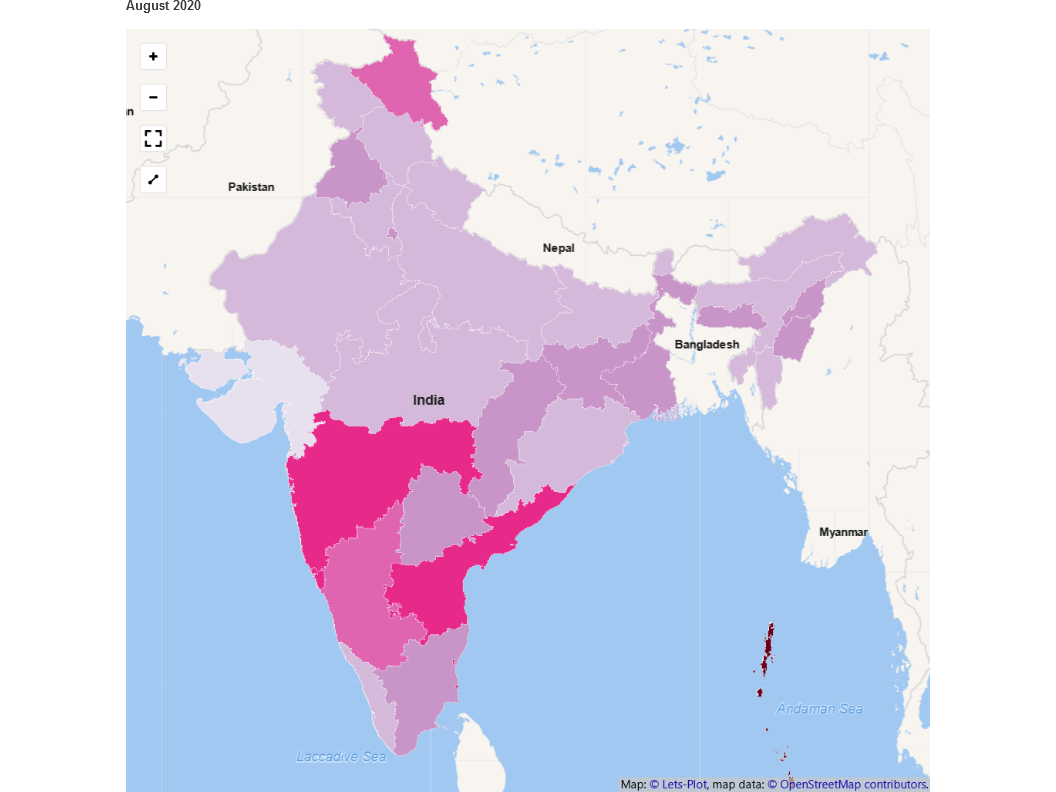 August 2020
+
−
n
Pakistan
Nepal
Bangladesh
India
Myanmar
Andaman Sea
Laccadive Sea
Map: © Lets-Plot, map data: © OpenStreetMap contributors.